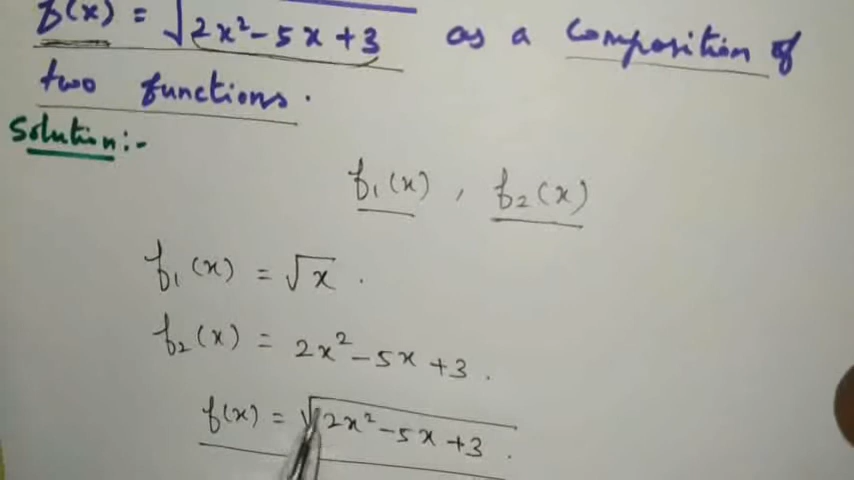 f(x) = √2x² - 5x + 3 as a composition of
two functions.
Solution:-
f₁(x) , f₂(x)
f₁(x) = √x .
f₂(x) = 2x² - 5x + 3 .
f(x) = √2x² - 5x + 3 .